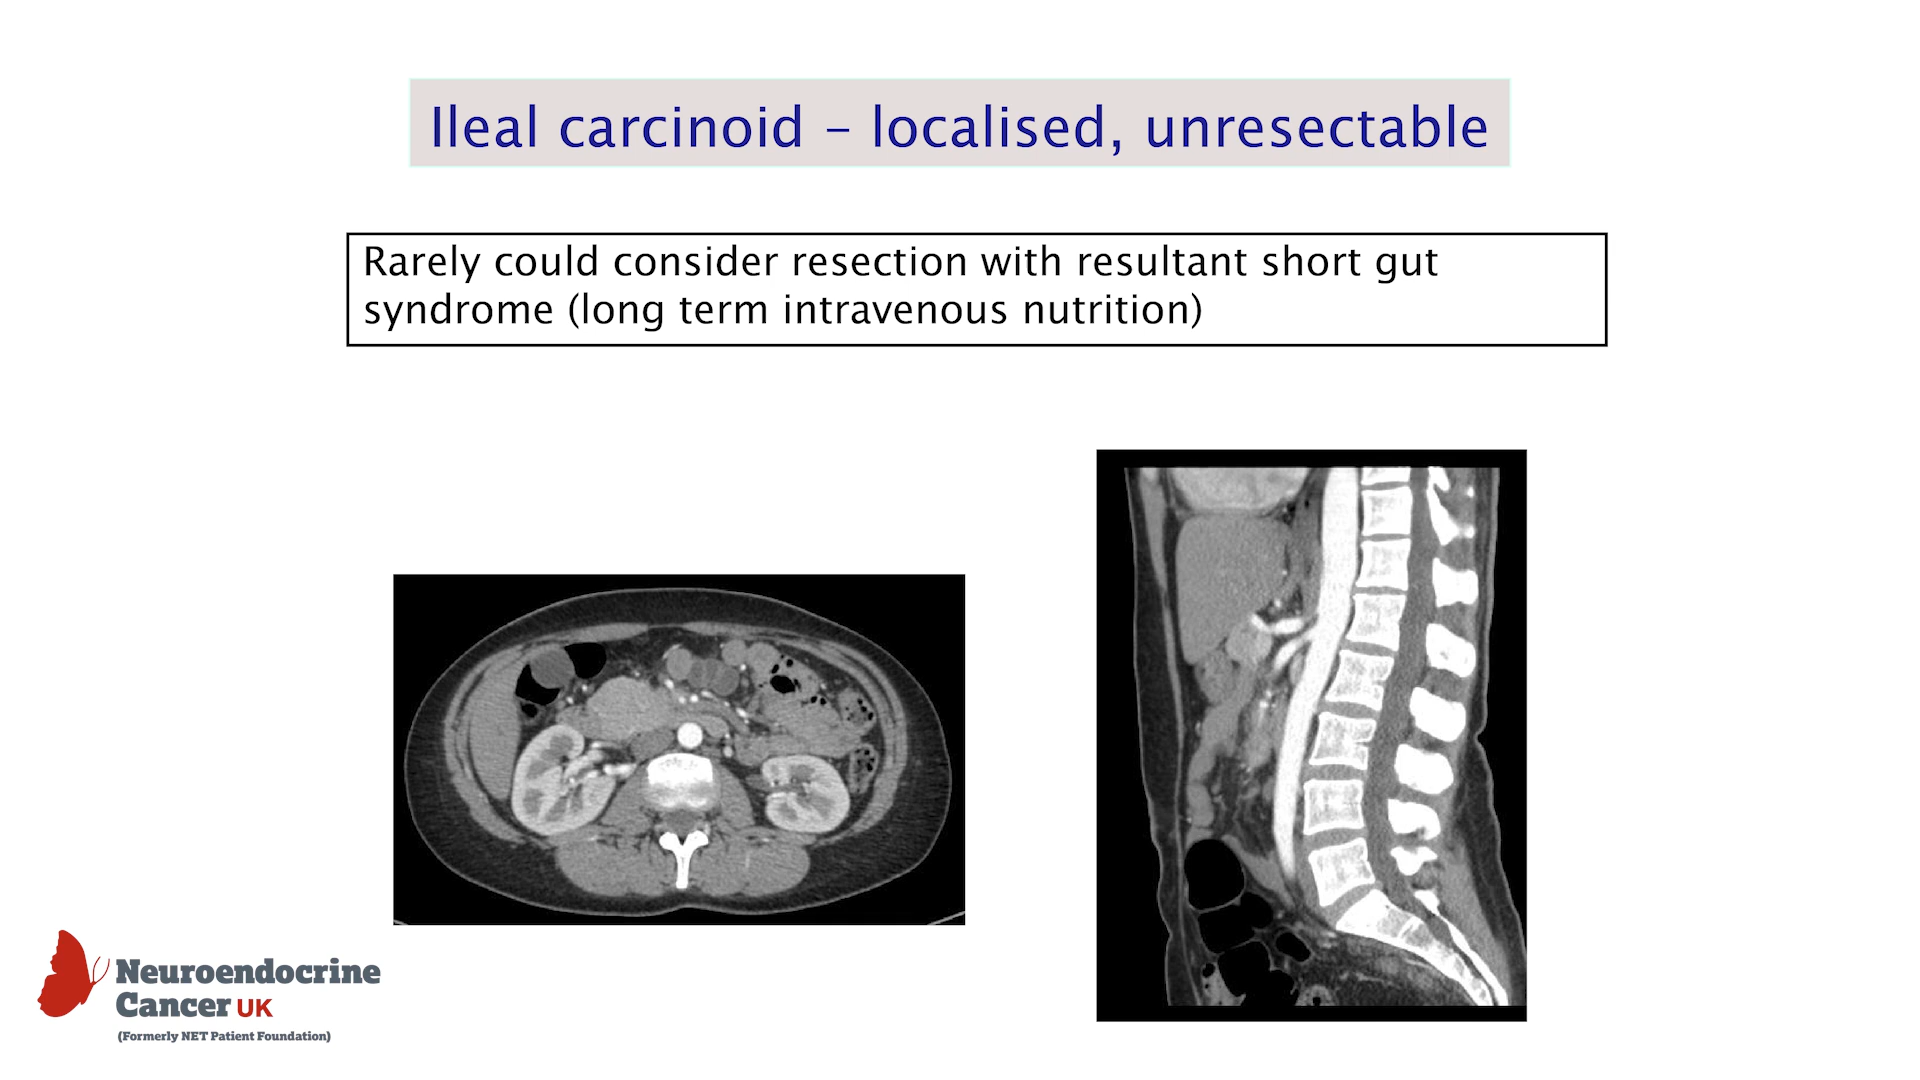 Ileal carcinoid – localised, unresectable
Rarely could consider resection with resultant short gut
syndrome (long term intravenous nutrition)
Neuroendocrine
Cancer UK
(Formerly NET Patient Foundation)